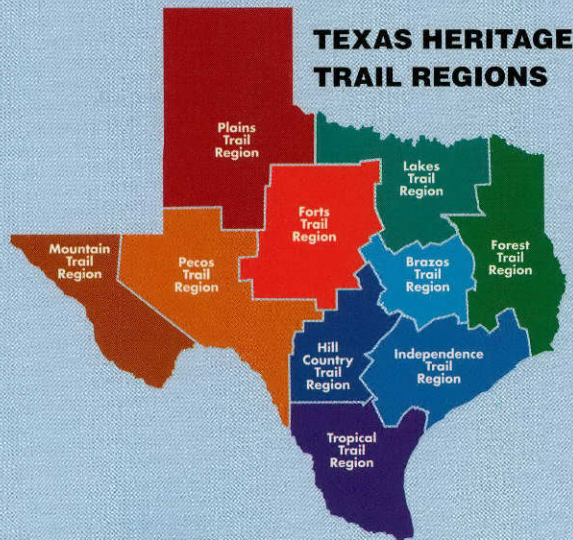 TEXAS HERITAGE
TRAIL REGIONS
Plains
Trail
Region
Lakes
Trail
Region
Forts
Trail
Region
Mountain
Trail
Region
Pecos
Trail
Region
Brazos
Trail
Region
Forest
Trail
Region
Hill
Country
Trail
Region
Independence
Trail
Region
Tropical
Trail
Region